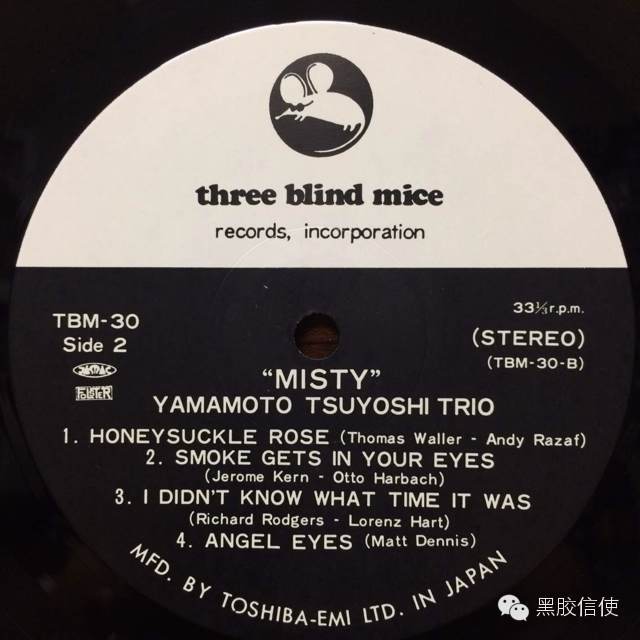 three blind mice
records, incorporation
33⅓ r.p.m.
TBM-30
(STEREO)
Side 2
(TBM-30-B)
JASRAC
"MISTY"
YAMAMOTO TSUYOSHI TRIO
1. HONEYSUCKLE ROSE (Thomas Waller - Andy Razaf)
2. SMOKE GETS IN YOUR EYES
(Jerome Kern - Otto Harbach)
3. I DIDN'T KNOW WHAT TIME IT WAS
(Richard Rodgers - Lorenz Hart)
4. ANGEL EYES (Matt Dennis)
MFD. BY TOSHIBA-EMI LTD. IN JAPAN
黑胶信使